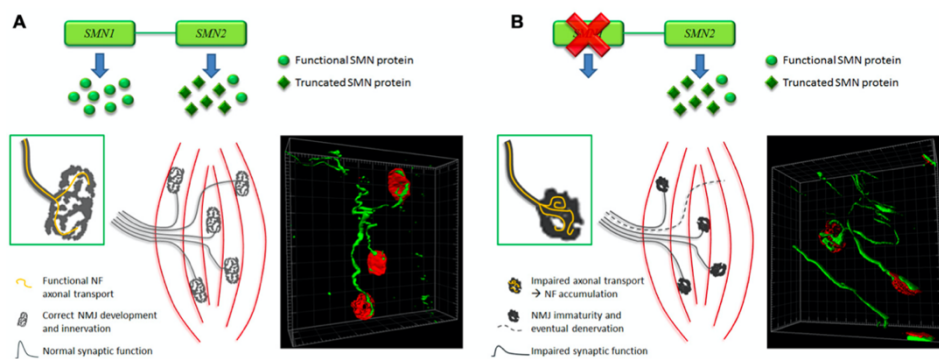 A
SMN1
SMN2
Functional SMN protein
Truncated SMN protein
Functional NF
axonal transport
Correct NMJ development
and innervation
Normal synaptic function
B
SMN2
Functional SMN protein
Truncated SMN protein
Impaired axonal transport
→ NF accumulation
NMJ immaturity and
eventual denervation
Impaired synaptic function